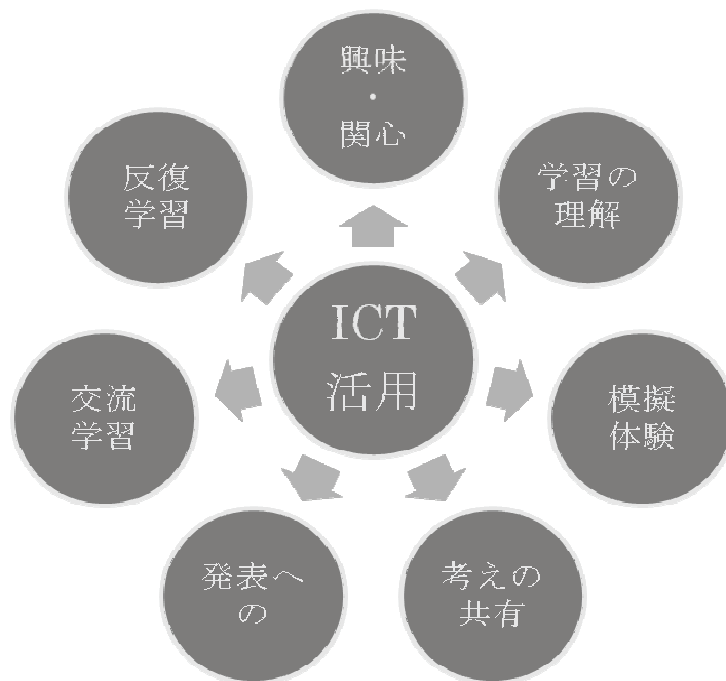 興味
・
関心
学習の
理解
模擬
体験
考えの
共有
発表へ
の
交流
学習
反復
学習
ICT
活用